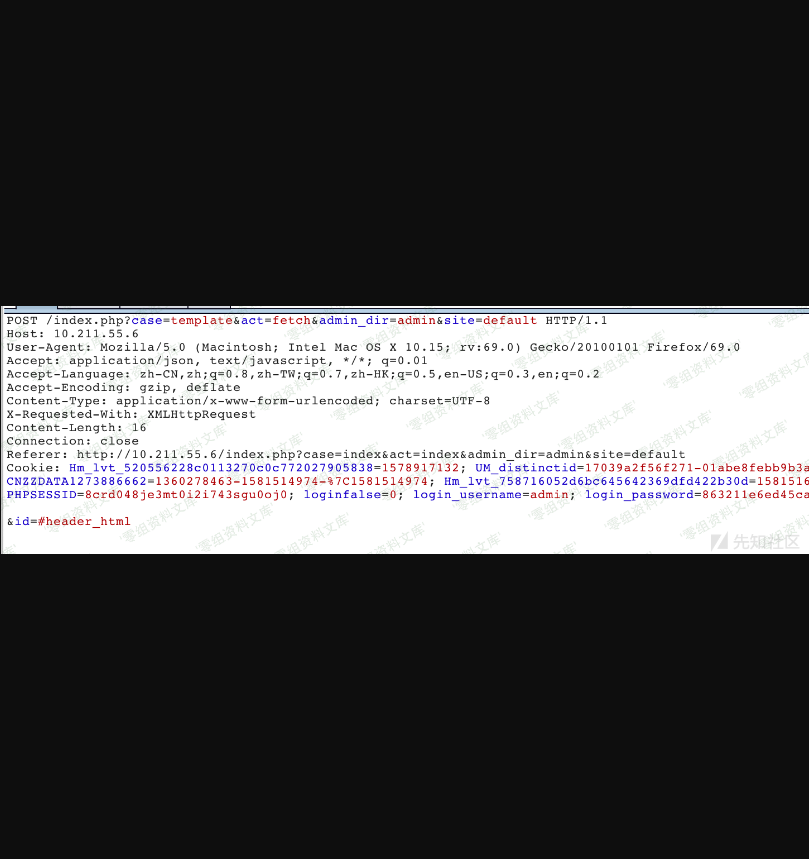 POST /index.php?case=template&act=fetch&admin_dir=admin&site=default HTTP/1.1
Host: 10.211.55.6
User-Agent: Mozilla/5.0 (Macintosh; Intel Mac OS X 10.15; rv:69.0) Gecko/20100101 Firefox/69.0
Accept: application/json, text/javascript, */*; q=0.01
Accept-Language: zh-CN,zh;q=0.8,zh-TW;q=0.7,zh-HK;q=0.5,en-US;q=0.3,en;q=0.2
Accept-Encoding: gzip, deflate
Content-Type: application/x-www-form-urlencoded; charset=UTF-8
X-Requested-With: XMLHttpRequest
Content-Length: 16
Connection: close
Referer: http://10.211.55.6/index.php?case=index&act=index&admin_dir=admin&site=default
Cookie: Hm_lvt_520556228c0113270c0c772027905838=1578917132; UM_distinctid=17039a2f56f271-01abe8febb9b3a
CNZZDATA1273886662=1360278463-1581514974-%7C1581514974; Hm_lvt_758716052d6bc645642369dfd422b30d=1581516
PHPSESSID=8crd048je3mt0i2i743sgu0oj0; loginfalse=0; login_username=admin; login_password=863211e6ed45ca
&id=#header_html
先知社区
零组资料文库